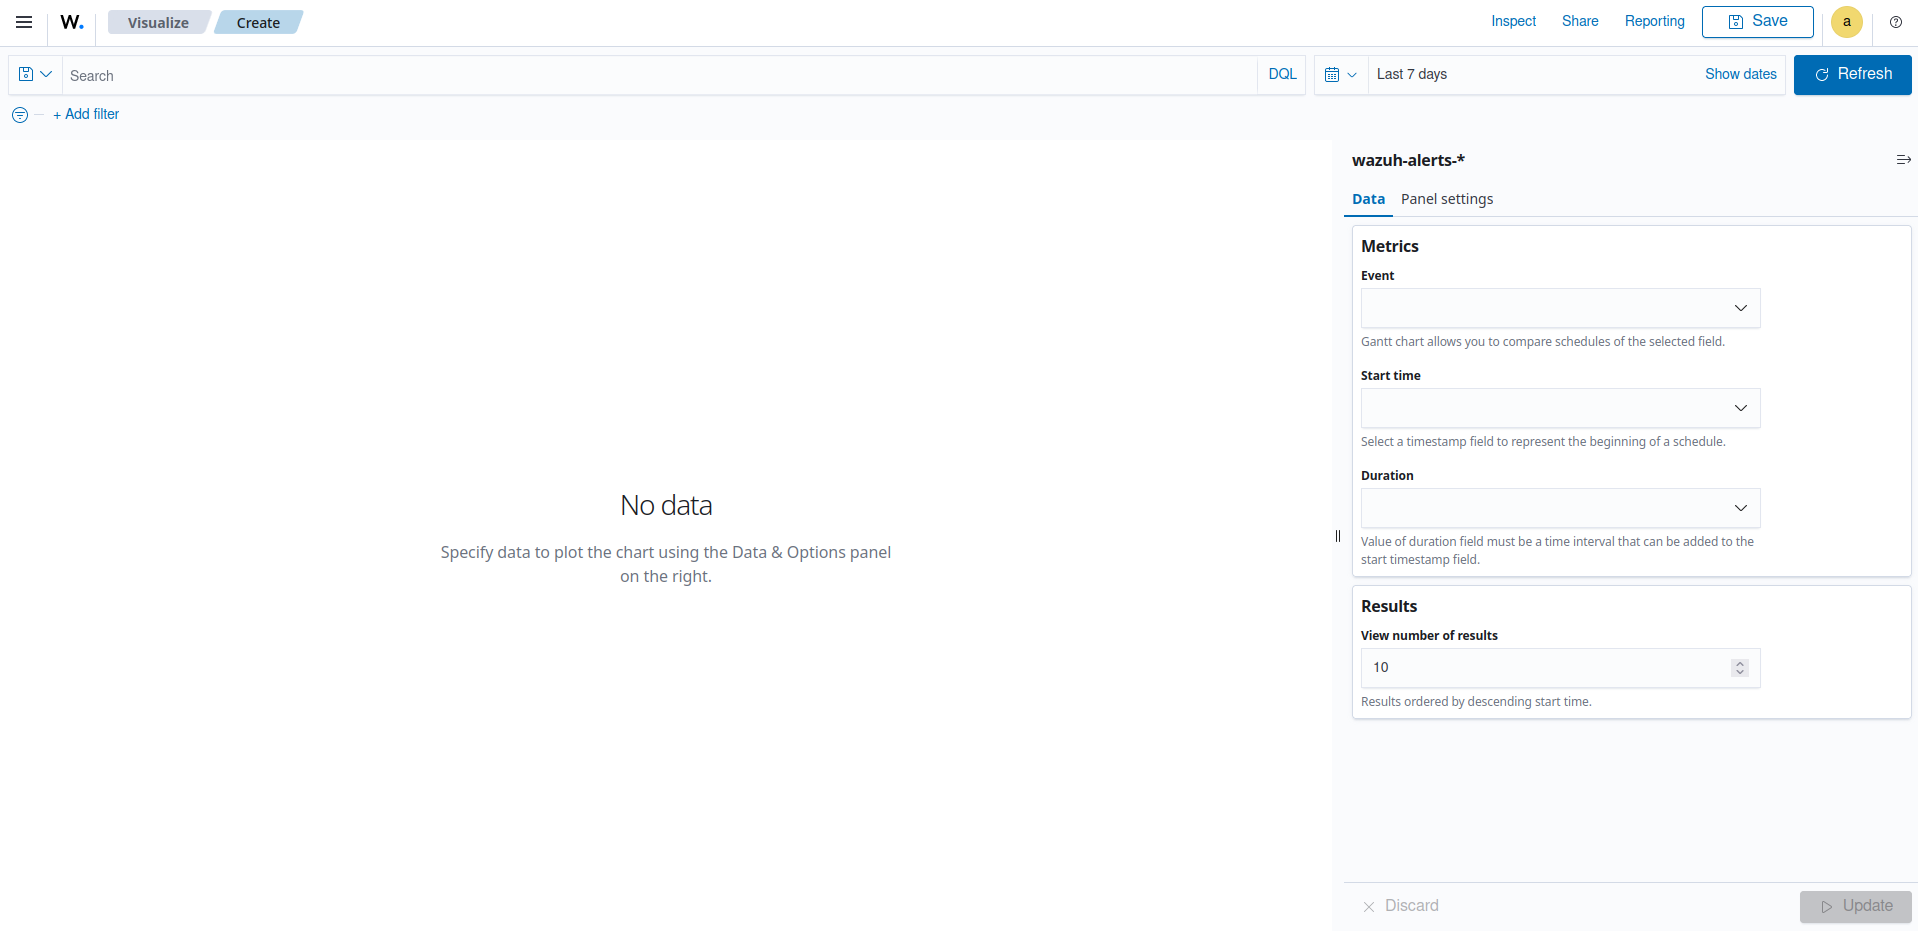 W.
Visualize
Create
Inspect
Share
Reporting
Save
a
Search
DQL
Last 7 days
Show dates
Refresh
+ Add filter
wazuh-alerts-*
Data
Panel settings
Metrics
Event
Gantt chart allows you to compare schedules of the selected field.
Start time
Select a timestamp field to represent the beginning of a schedule.
Duration
Value of duration field must be a time interval that can be added to the
start timestamp field.
Results
View number of results
10
Results ordered by descending start time.
No data
Specify data to plot the chart using the Data & Options panel
on the right.
Discard
Update